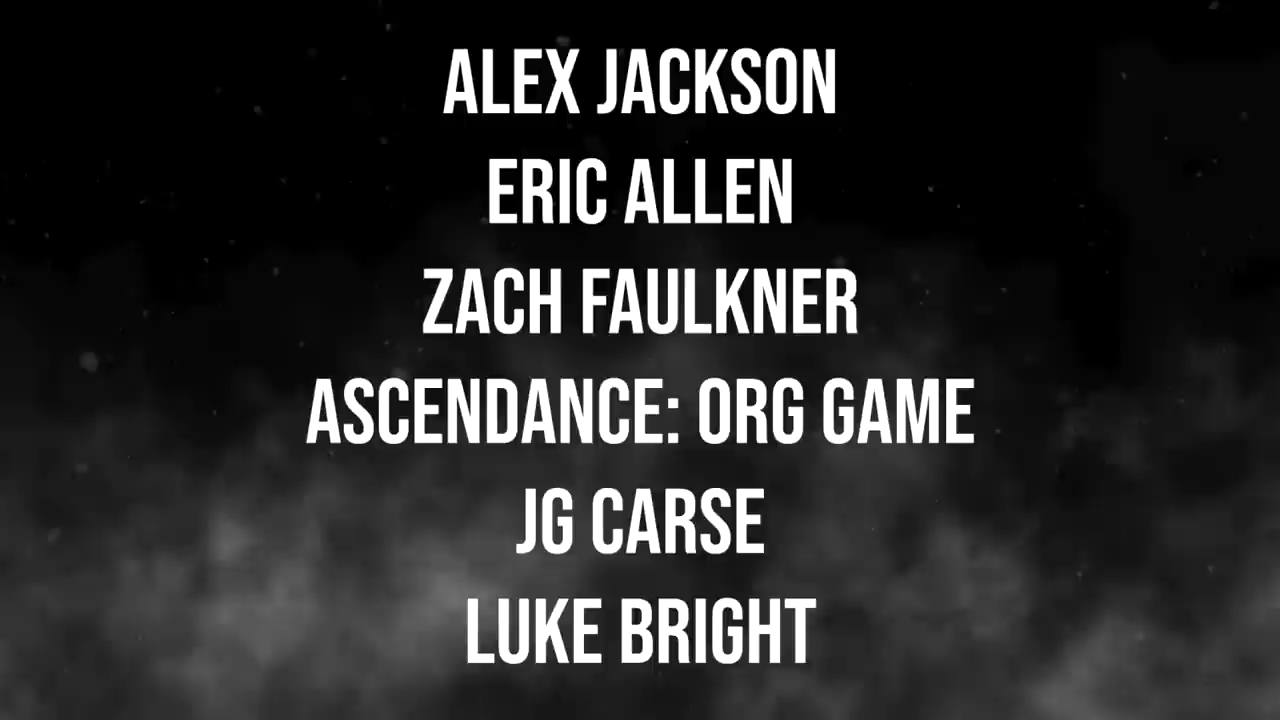 ALEX JACKSON
ERIC ALLEN
ZACH FAULKNER
ASCENDANCE: ORG GAME
JG CARSE
LUKE BRIGHT